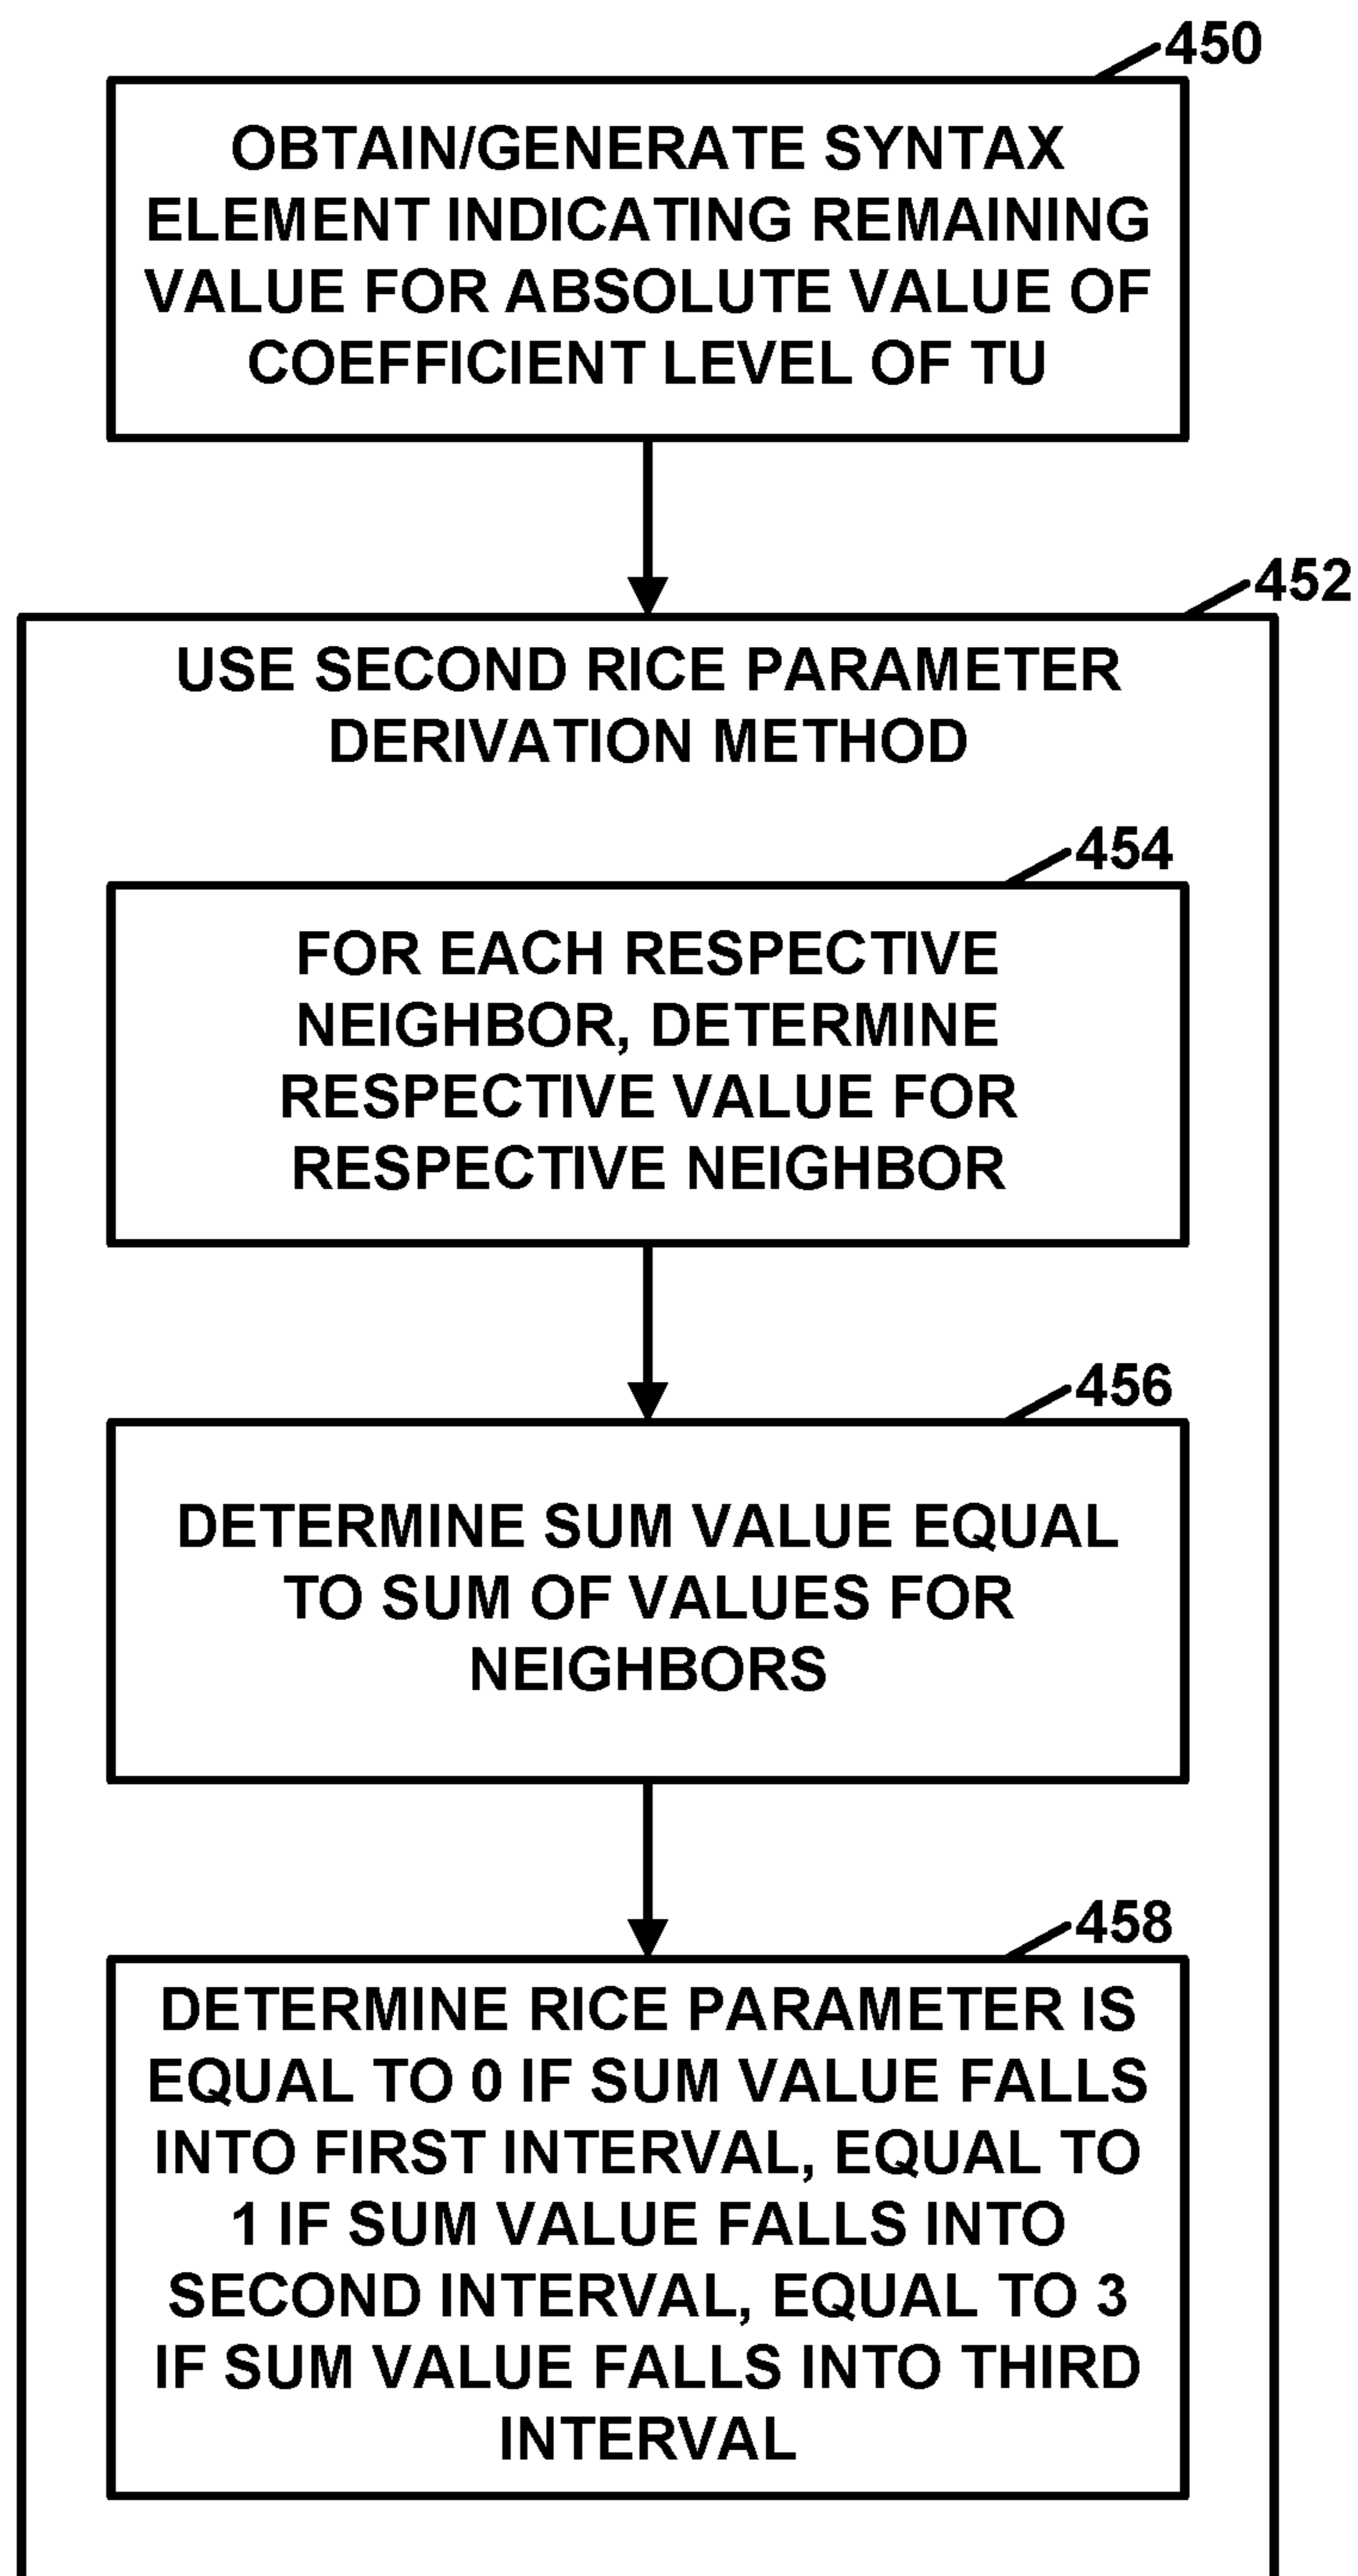 450
OBTAIN/GENERATE SYNTAX
ELEMENT INDICATING REMAINING
VALUE FOR ABSOLUTE VALUE OF
COEFFICIENT LEVEL OF TU
452
USE SECOND RICE PARAMETER
DERIVATION METHOD
454
FOR EACH RESPECTIVE
NEIGHBOR, DETERMINE
RESPECTIVE VALUE FOR
RESPECTIVE NEIGHBOR
456
DETERMINE SUM VALUE EQUAL
TO SUM OF VALUES FOR
NEIGHBORS
458
DETERMINE RICE PARAMETER IS
EQUAL TO 0 IF SUM VALUE FALLS
INTO FIRST INTERVAL, EQUAL TO
1 IF SUM VALUE FALLS INTO
SECOND INTERVAL, EQUAL TO 3
IF SUM VALUE FALLS INTO THIRD
INTERVAL